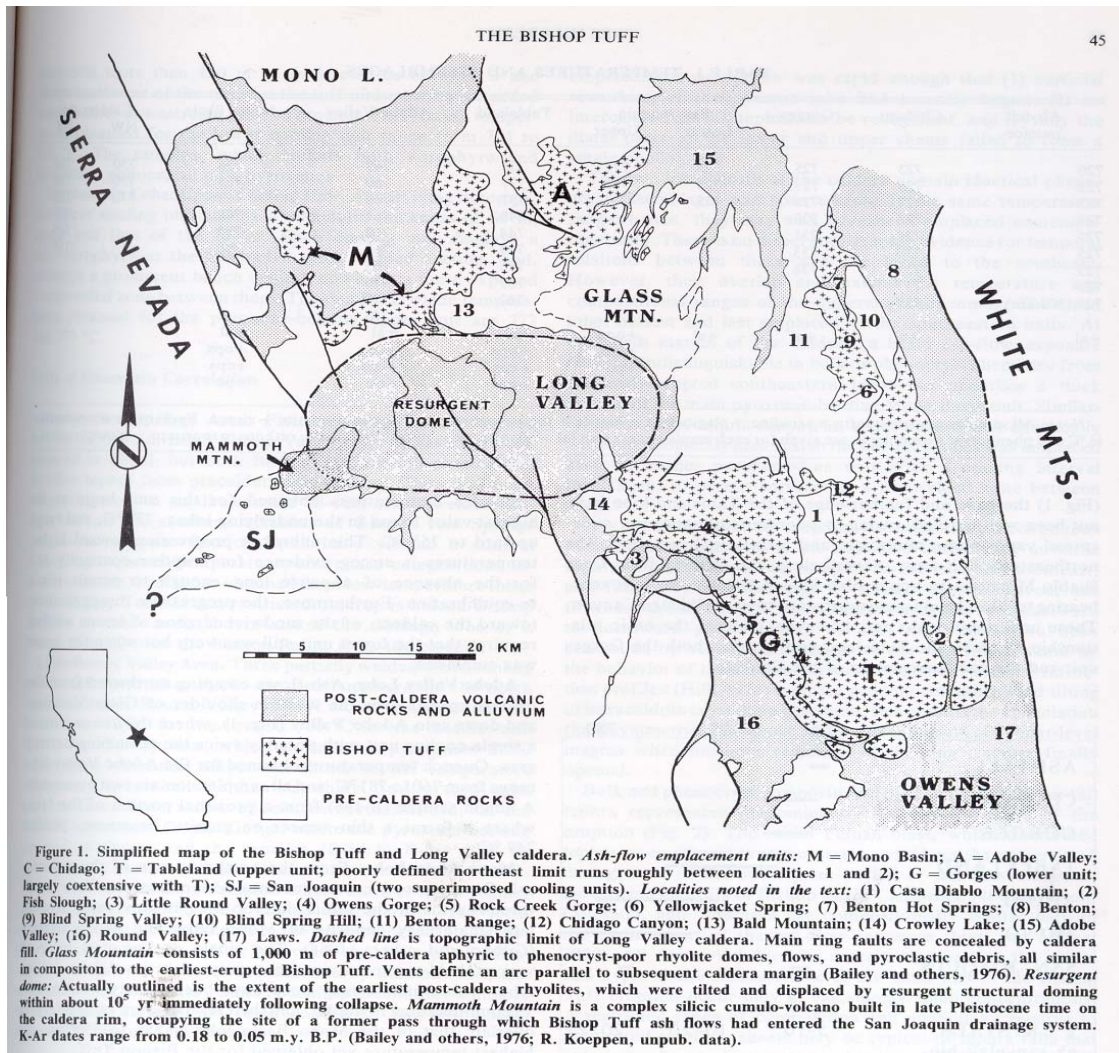 THE BISHOP TUFF
45
MONO L.
SIERRA NEVADA
15
A
M
8
7
GLASS
MTN.
13
10
11
9
WHITE MTS.
LONG
VALLEY
6
RESURGENT
DOME
MAMMOTH
MTN.
C
12
14
1
4
3
SJ
N
5
2
G
4
T
0 5 10 15 20 KM
POST-CALDERA VOLCANIC
ROCKS AND ALLUVIUM
16
17
BISHOP TUFF
OWENS
VALLEY
PRE-CALDERA ROCKS
Figure 1. Simplified map of the Bishop Tuff and Long Valley caldera. Ash-flow emplacement units: M = Mono Basin; A = Adobe Valley;
C = Chidago; T = Tableland (upper unit; poorly defined northeast limit runs roughly between localities 1 and 2); G = Gorges (lower unit;
largely coextensive with T); SJ = San Joaquin (two superimposed cooling units). Localities noted in the text: (1) Casa Diablo Mountain; (2)
Fish Slough; (3) Little Round Valley; (4) Owens Gorge; (5) Rock Creek Gorge; (6) Yellowjacket Spring; (7) Benton Hot Springs; (8) Benton;
(9) Blind Spring Valley; (10) Blind Spring Hill; (11) Benton Range; (12) Chidago Canyon; (13) Bald Mountain; (14) Crowley Lake; (15) Adobe
Valley; (16) Round Valley; (17) Laws. Dashed line is topographic limit of Long Valley caldera. Main ring faults are concealed by caldera
fill. Glass Mountain consists of 1,000 m of pre-caldera aphyric to phenocryst-poor rhyolite domes, flows, and pyroclastic debris, all similar
in compositon to the earliest-erupted Bishop Tuff. Vents define an arc parallel to subsequent caldera margin (Bailey and others, 1976). Resurgent
dome: Actually outlined is the extent of the earliest post-caldera rhyolites, which were tilted and displaced by resurgent structural doming
within about 10⁵ yr immediately following collapse. Mammoth Mountain is a complex silicic cumulo-volcano built in late Pleistocene time on
the caldera rim, occupying the site of a former pass through which Bishop Tuff ash flows had entered the San Joaquin drainage system.
K-Ar dates range from 0.18 to 0.05 m.y. B.P. (Bailey and others, 1976; R. Koeppen, unpub. data).